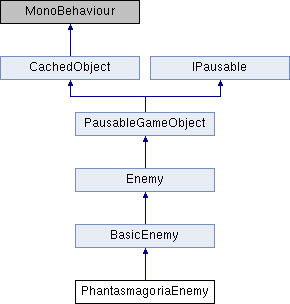 MonoBehaviour
CachedObject
IPausable
PausableGameObject
Enemy
BasicEnemy
PhantasmagoriaEnemy